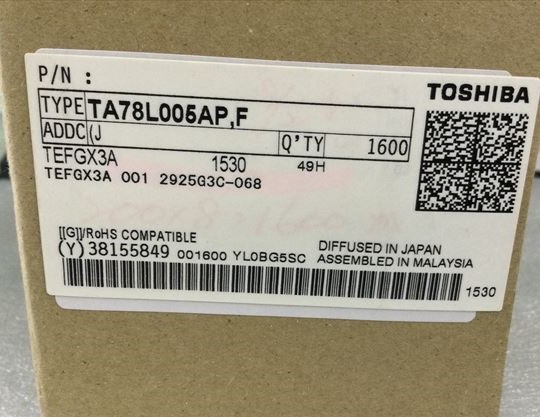 P/N :
TOSHIBA
TYPE TA78L005AP,F
ADDC (J Q'TY 1600
TEFGX3A 1530 49H
TEFGX3A 001 2925G3C-068
[[G]]/RoHS COMPATIBLE
(Y)38155849 001600 YL0BG5SC
DIFFUSED IN JAPAN
ASSEMBLED IN MALAYSIA
1530